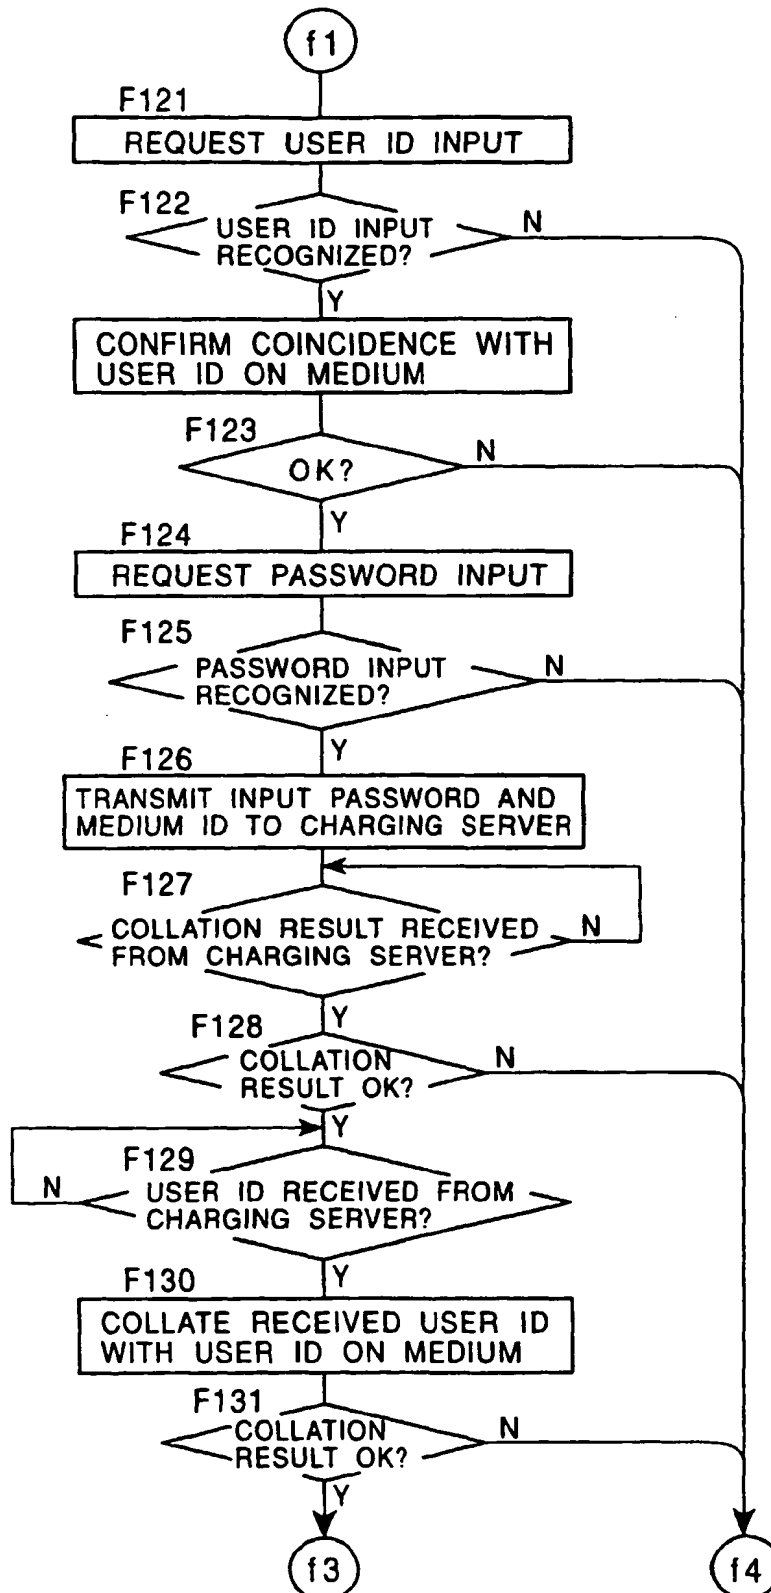 f1
F121
REQUEST USER ID INPUT
F122
USER ID INPUT
RECOGNIZED?
N
Y
CONFIRM COINCIDENCE WITH
USER ID ON MEDIUM
F123
OK?
N
Y
F124
REQUEST PASSWORD INPUT
F125
PASSWORD INPUT
RECOGNIZED?
N
Y
F126
TRANSMIT INPUT PASSWORD AND
MEDIUM ID TO CHARGING SERVER
F127
COLLATION RESULT RECEIVED
FROM CHARGING SERVER?
N
Y
F128
COLLATION
RESULT OK?
N
Y
F129
N
USER ID RECEIVED FROM
CHARGING SERVER?
Y
F130
COLLATE RECEIVED USER ID
WITH USER ID ON MEDIUM
F131
COLLATION
RESULT OK?
N
Y
f3
f4